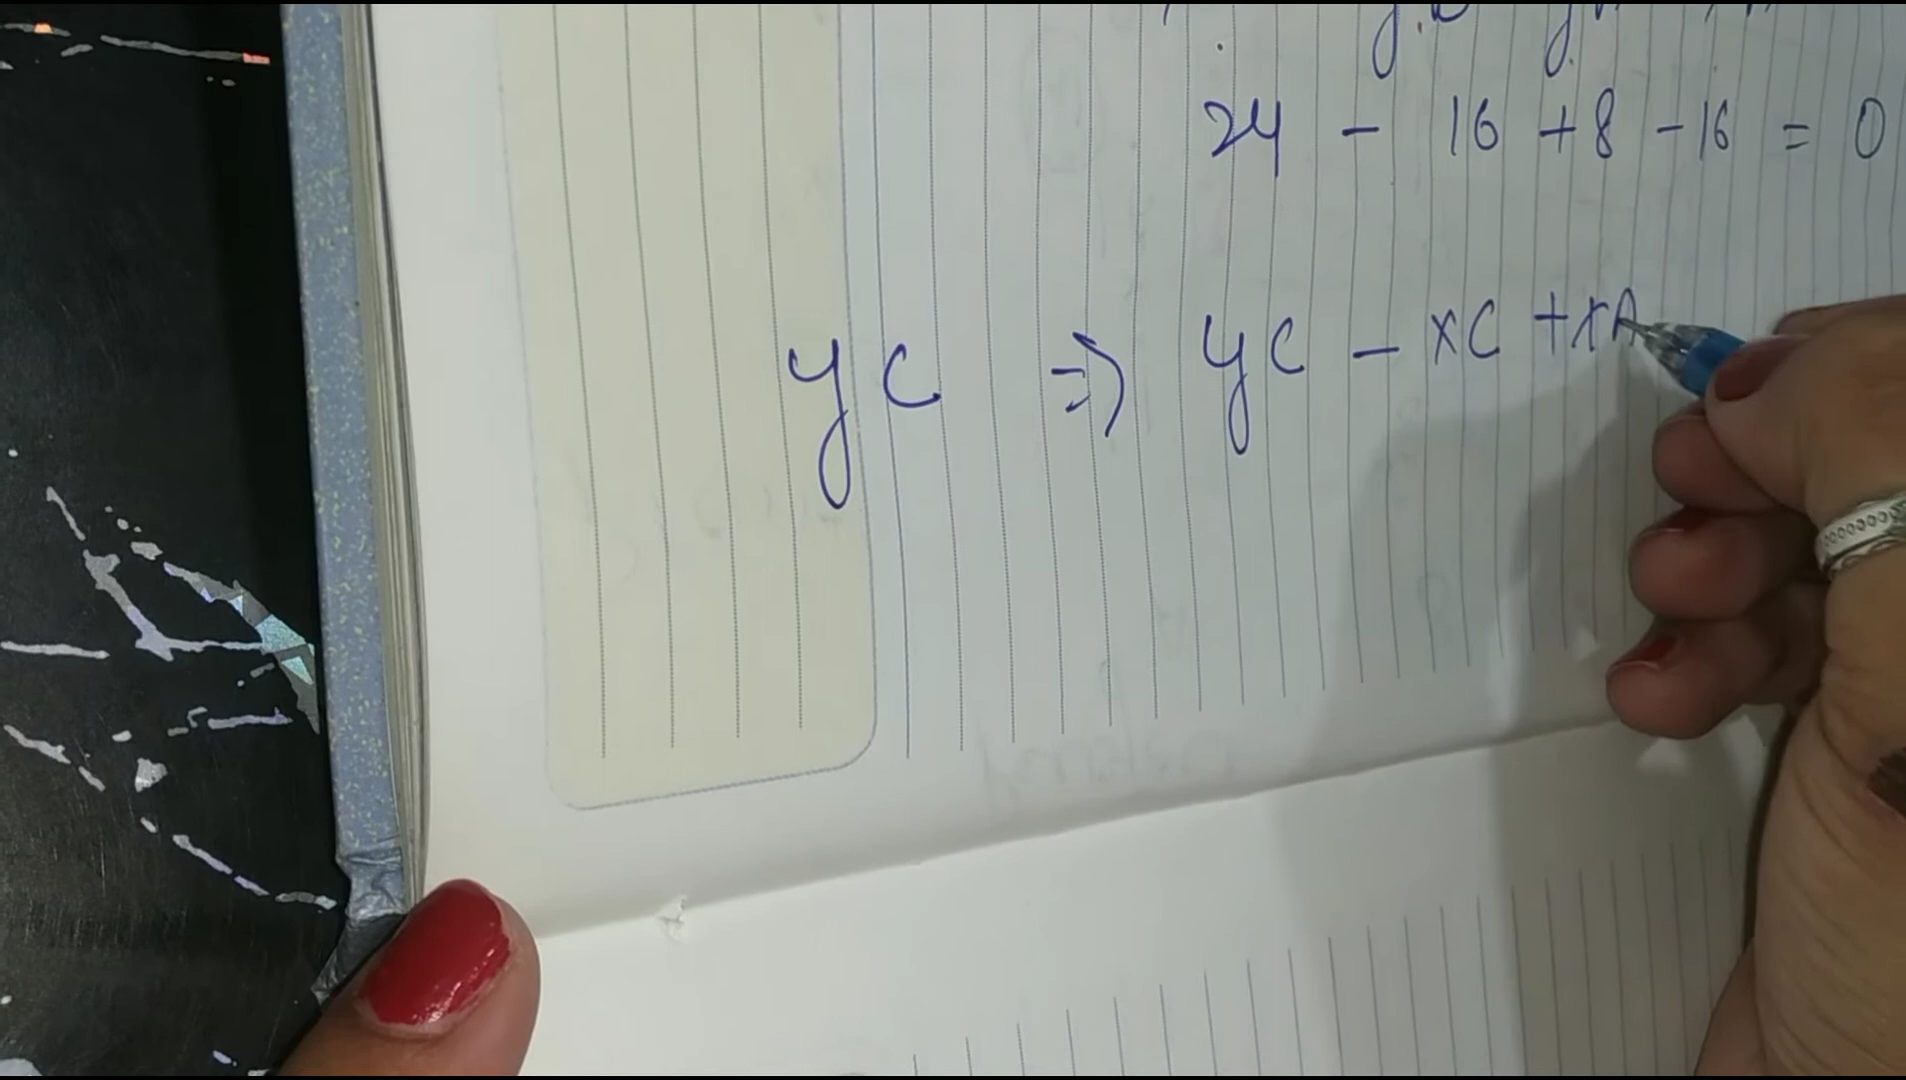 24 - 16 + 8 - 16 = 0
yc => yc - xc + xA